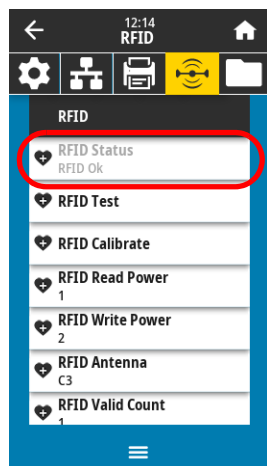 12:14
RFID
RFID
RFID Status
RFID Ok
RFID Test
RFID Calibrate
RFID Read Power
1
RFID Write Power
2
RFID Antenna
C3
RFID Valid Count
1